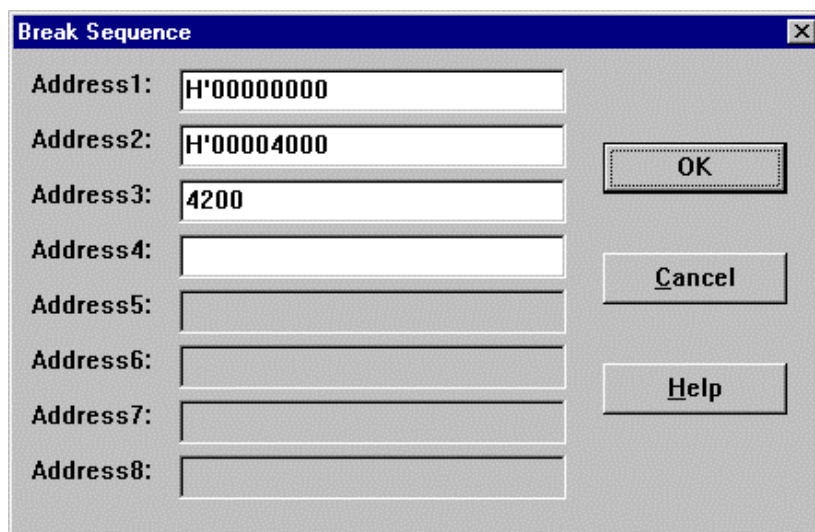 Break Sequence
Address1: H'00000000
Address2: H'00004000
OK
Address3: 4200
Address4:
Cancel
Address5:
Address6:
Help
Address7:
Address8: